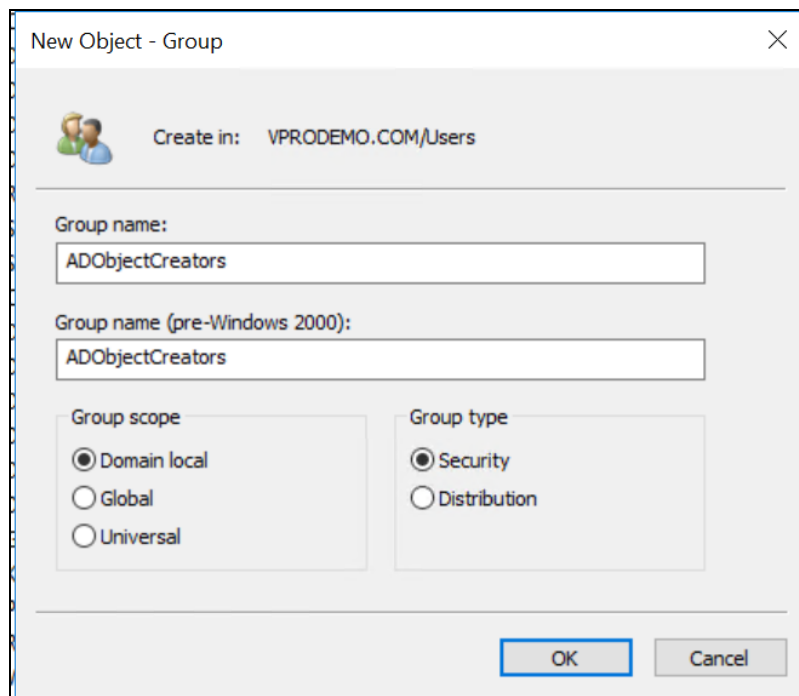 New Object - Group
Create in: VPRODEMO.COM/Users
Group name:
ADObjectCreators
Group name (pre-Windows 2000):
ADObjectCreators
Group scope
Domain local
Global
Universal
Group type
Security
Distribution
OK
Cancel